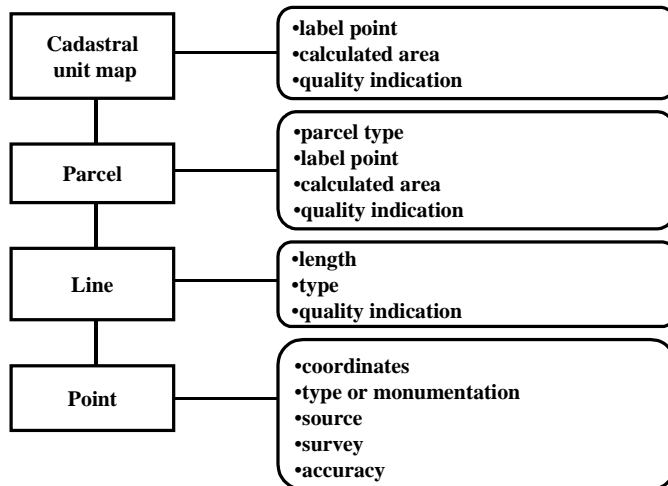 Cadastral
unit map
•label point
•calculated area
•quality indication
Parcel
•parcel type
•label point
•calculated area
•quality indication
Line
•length
•type
•quality indication
Point
•coordinates
•type or monumentation
•source
•survey
•accuracy